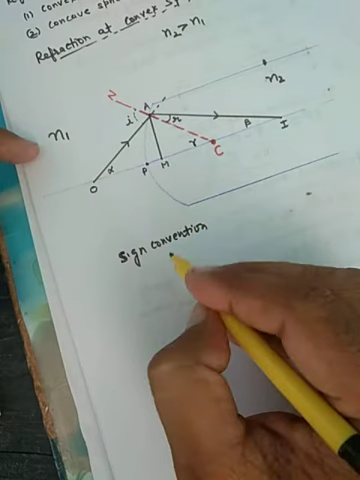 (1) conve
(2) concave sph
Refraction at convex
n₂ > n₁
N
A
n₂
i
r
n₁
γ
β
I
C
α
P
M
O
Sign convention